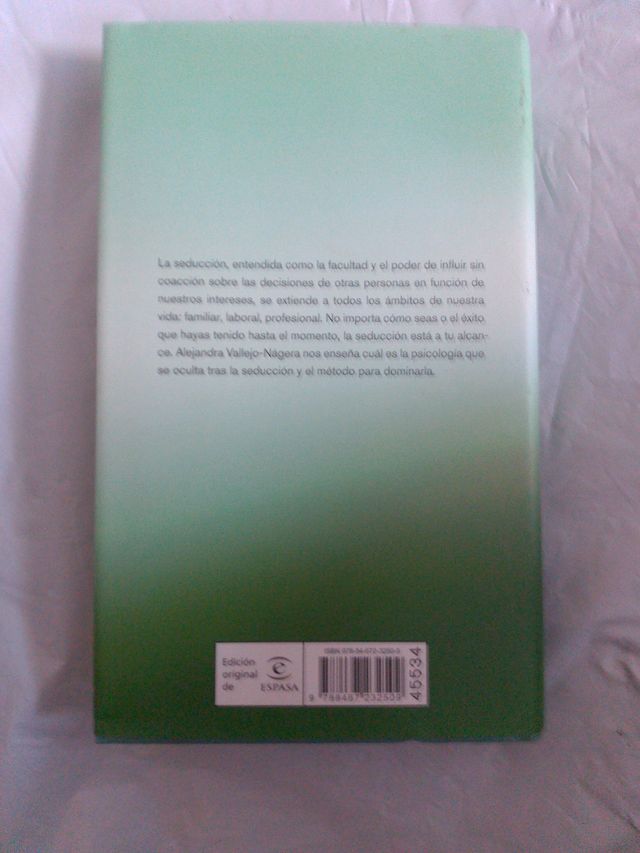 La seducción, entendida como la facultad y el poder de influir sin
coacción sobre las decisiones de otras personas en función de
nuestros intereses, se extiende a todos los ámbitos de nuestra
vida: familiar, laboral, profesional. No importa cómo seas o el éxito
que hayas tenido hasta el momento, la seducción está a tu alcan-
ce. Alejandra Vallejo-Nágera nos enseña cuál es la psicología que
se oculta tras la seducción y el método para dominarla.
Edición
original
de
ESPASA
45534